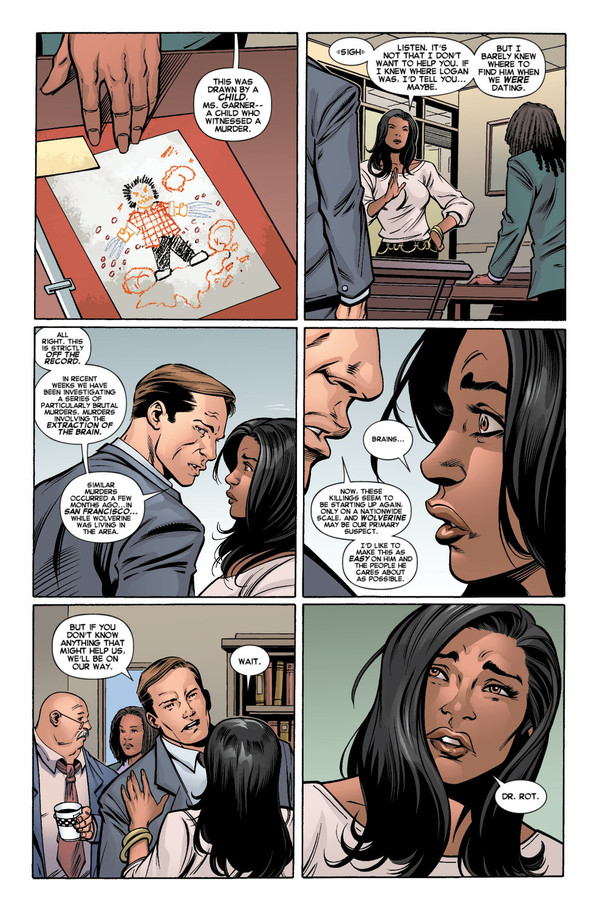 THIS WAS
DRAWN BY A
CHILD,
MS. GARNER--
A CHILD WHO
WITNESSED A
MURDER.
<SIGH>
LISTEN. IT'S
NOT THAT I DON'T
WANT TO HELP YOU. IF
I KNEW WHERE LOGAN
WAS, I'D TELL YOU...
MAYBE.
BUT I
BARELY KNEW
WHERE TO
FIND HIM WHEN
WE WERE
DATING.
ALL
RIGHT. THIS
IS STRICTLY
OFF THE
RECORD.
IN RECENT
WEEKS WE HAVE
BEEN INVESTIGATING
A SERIES OF
PARTICULARLY BRUTAL
MURDERS. MURDERS
INVOLVING THE
EXTRACTION OF
THE BRAIN.
SIMILAR
MURDERS
OCCURRED A FEW
MONTHS AGO...IN
SAN FRANCISCO...
WHILE WOLVERINE
WAS LIVING IN
THE AREA.
BRAINS...
NOW, THESE
KILLINGS SEEM TO
BE STARTING UP AGAIN.
ONLY ON A NATIONWIDE
SCALE. AND WOLVERINE
MAY BE OUR PRIMARY
SUSPECT.
I'D LIKE TO
MAKE THIS AS
EASY ON HIM AND
THE PEOPLE HE
CARES ABOUT
AS POSSIBLE.
BUT IF YOU
DON'T KNOW
ANYTHING THAT
MIGHT HELP US,
WE'LL BE ON
OUR WAY.
WAIT.
DR. ROT.